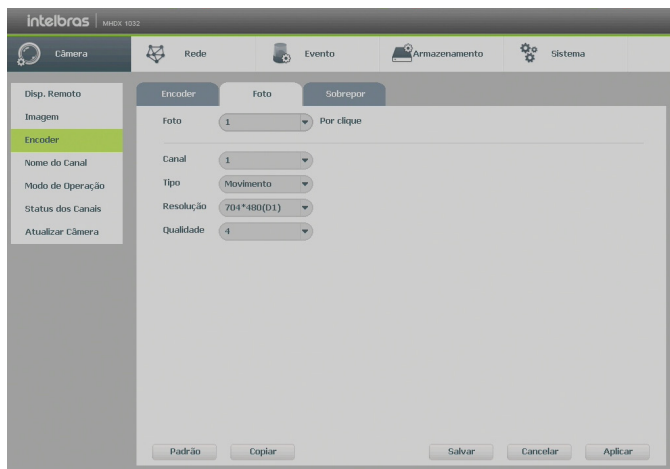 intelbras MHDX 1032
Câmera Rede Evento Armazenamento Sistema
Disp. Remoto
Imagem
Encoder
Nome do Canal
Modo de Operação
Status dos Canais
Atualizar Câmera
Encoder Foto Sobrepor
Foto 1 Por clique
Canal 1
Tipo Movimento
Resolução 704*480(D1)
Qualidade 4
Padrão Copiar Salvar Cancelar Aplicar